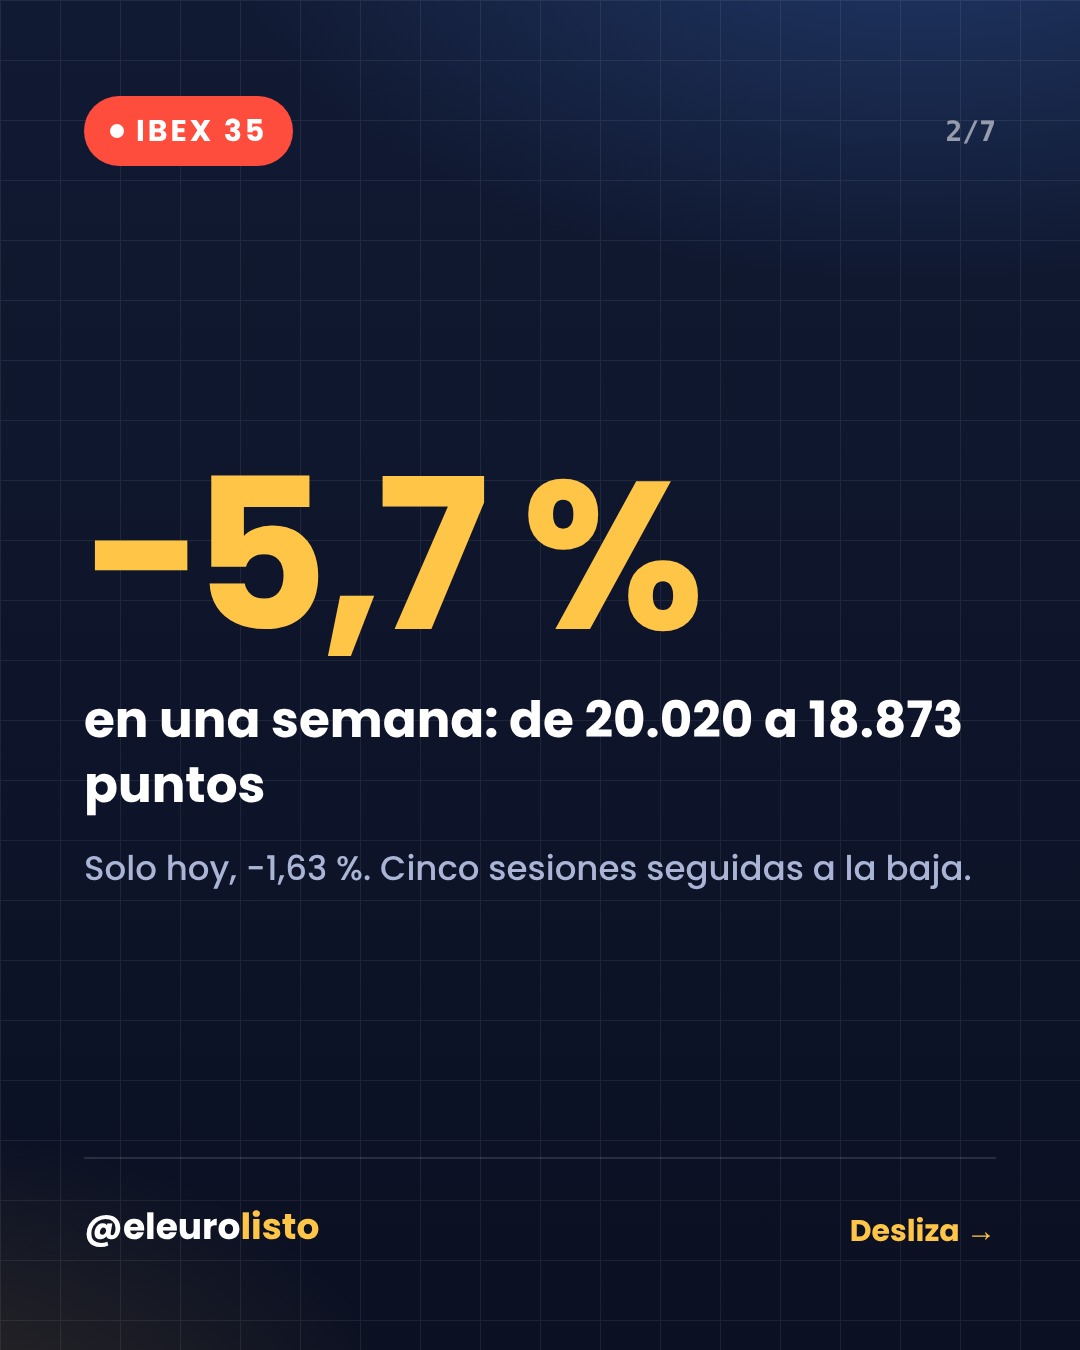 IBEX 35
2/7
−5,7 %
en una semana: de 20.020 a 18.873
puntos
Solo hoy, −1,63 %. Cinco sesiones seguidas a la baja.
@eleurolisto
Desliza →